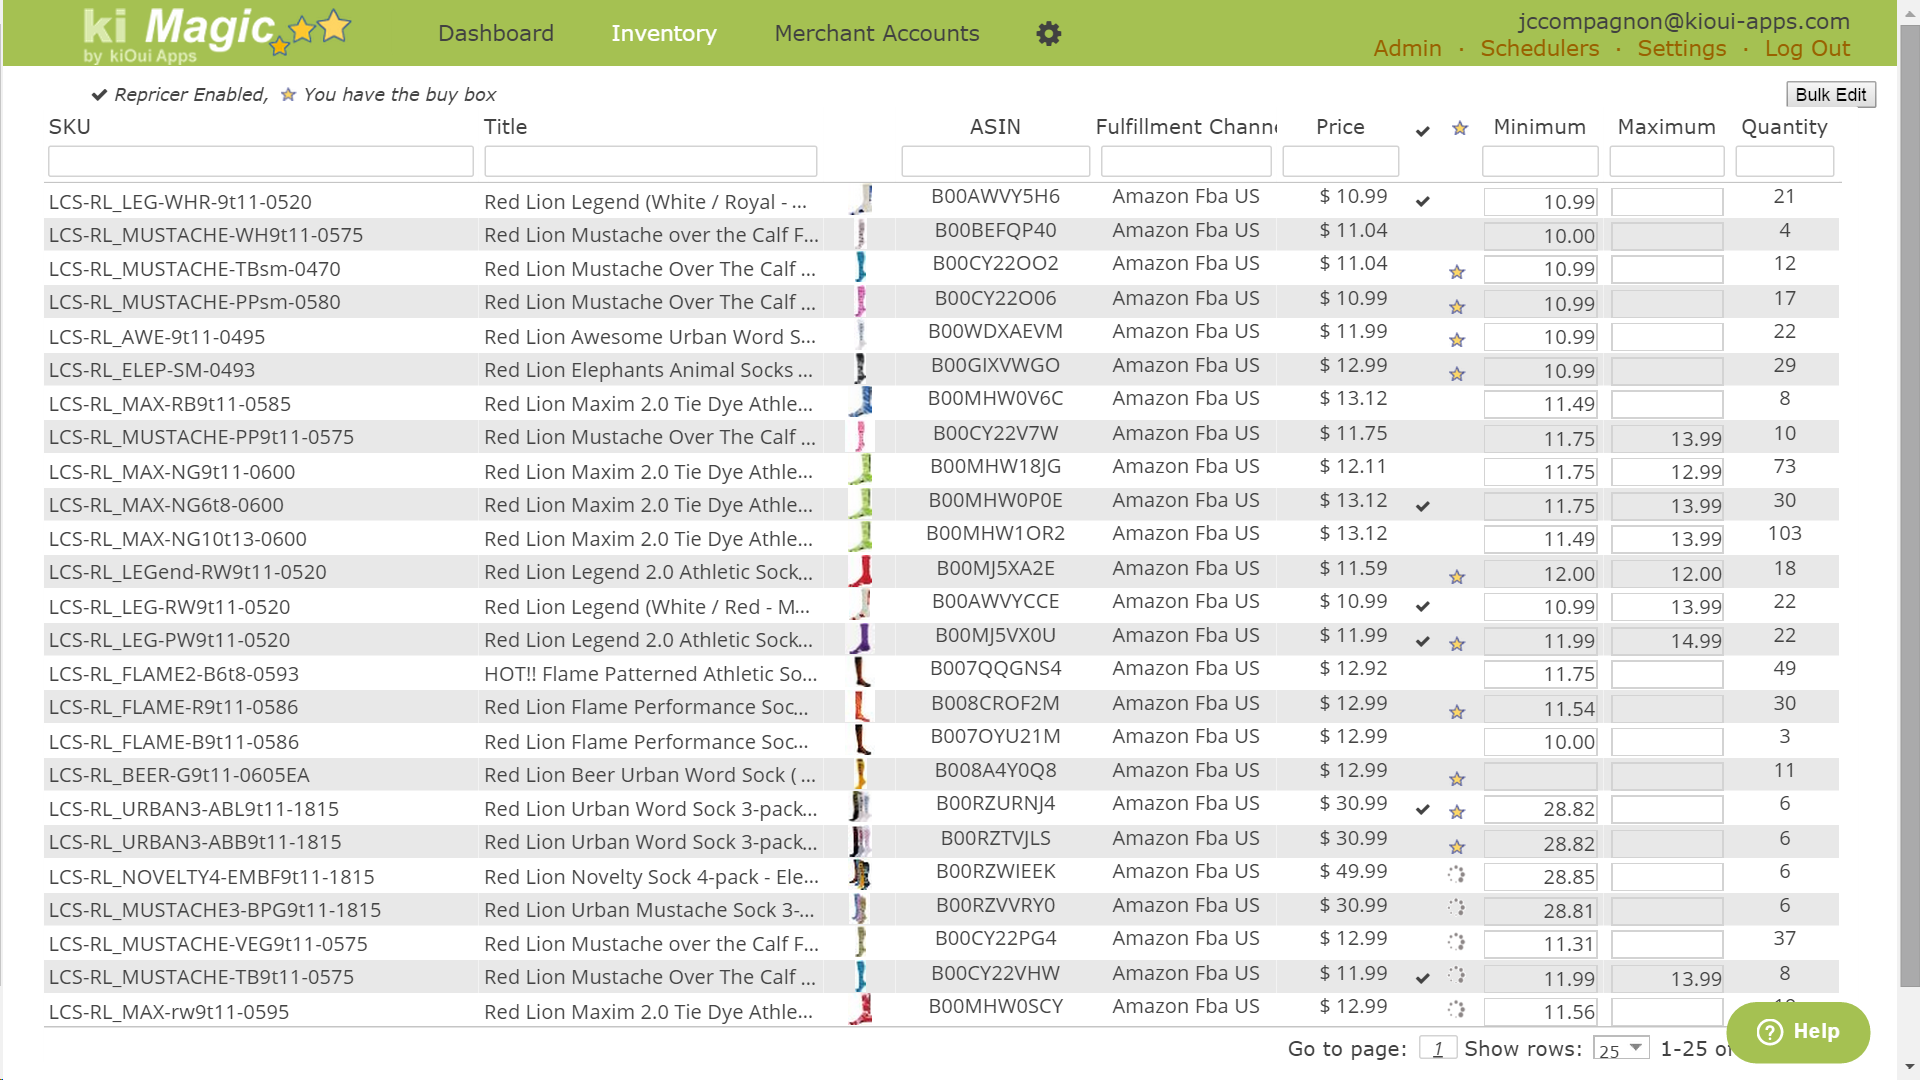 ki Magic
by kiOui Apps
Dashboard Inventory Merchant Accounts
jccompagnon@kioui-apps.com
Admin · Schedulers · Settings · Log Out
Repricer Enabled, You have the buy box
Bulk Edit
SKU Title ASIN Fulfillment Chann Price Minimum Maximum Quantity
LCS-RL_LEG-WHR-9t11-0520 Red Lion Legend (White / Royal - ... B00AWVY5H6 Amazon Fba US $ 10.99 10.99 21
LCS-RL_MUSTACHE-WH9t11-0575 Red Lion Mustache over the Calf F... B00BEFQP40 Amazon Fba US $ 11.04 10.00 4
LCS-RL_MUSTACHE-TBsm-0470 Red Lion Mustache Over The Calf ... B00CY22OO2 Amazon Fba US $ 11.04 10.99 12
LCS-RL_MUSTACHE-PPsm-0580 Red Lion Mustache Over The Calf ... B00CY22O06 Amazon Fba US $ 10.99 10.99 17
LCS-RL_AWE-9t11-0495 Red Lion Awesome Urban Word S... B00WDXAEVM Amazon Fba US $ 11.99 10.99 22
LCS-RL_ELEP-SM-0493 Red Lion Elephants Animal Socks ... B00GIXVWGO Amazon Fba US $ 12.99 10.99 29
LCS-RL_MAX-RB9t11-0585 Red Lion Maxim 2.0 Tie Dye Athle... B00MHW0V6C Amazon Fba US $ 13.12 11.49 8
LCS-RL_MUSTACHE-PP9t11-0575 Red Lion Mustache Over The Calf ... B00CY22V7W Amazon Fba US $ 11.75 11.75 13.99 10
LCS-RL_MAX-NG9t11-0600 Red Lion Maxim 2.0 Tie Dye Athle... B00MHW18JG Amazon Fba US $ 12.11 11.75 12.99 73
LCS-RL_MAX-NG6t8-0600 Red Lion Maxim 2.0 Tie Dye Athle... B00MHW0P0E Amazon Fba US $ 13.12 11.75 13.99 30
LCS-RL_MAX-NG10t13-0600 Red Lion Maxim 2.0 Tie Dye Athle... B00MHW1OR2 Amazon Fba US $ 13.12 11.49 13.99 103
LCS-RL_LEGend-RW9t11-0520 Red Lion Legend 2.0 Athletic Sock... B00MJ5XA2E Amazon Fba US $ 11.59 12.00 12.00 18
LCS-RL_LEG-RW9t11-0520 Red Lion Legend (White / Red - M... B00AWVYCCE Amazon Fba US $ 10.99 10.99 13.99 22
LCS-RL_LEG-PW9t11-0520 Red Lion Legend 2.0 Athletic Sock... B00MJ5VX0U Amazon Fba US $ 11.99 11.99 14.99 22
LCS-RL_FLAME2-B6t8-0593 HOT!! Flame Patterned Athletic So... B007QQGNS4 Amazon Fba US $ 12.92 11.75 49
LCS-RL_FLAME-R9t11-0586 Red Lion Flame Performance Soc... B008CROF2M Amazon Fba US $ 12.99 11.54 30
LCS-RL_FLAME-B9t11-0586 Red Lion Flame Performance Soc... B007OYU21M Amazon Fba US $ 12.99 10.00 3
LCS-RL_BEER-G9t11-0605EA Red Lion Beer Urban Word Sock ( ... B008A4Y0Q8 Amazon Fba US $ 12.99 11
LCS-RL_URBAN3-ABL9t11-1815 Red Lion Urban Word Sock 3-pack... B00RZURNJ4 Amazon Fba US $ 30.99 28.82 6
LCS-RL_URBAN3-ABB9t11-1815 Red Lion Urban Word Sock 3-pack... B00RZTVJLS Amazon Fba US $ 30.99 28.82 6
LCS-RL_NOVELTY4-EMBF9t11-1815 Red Lion Novelty Sock 4-pack - Ele... B00RZWIEEK Amazon Fba US $ 49.99 28.85 6
LCS-RL_MUSTACHE3-BPG9t11-1815 Red Lion Urban Mustache Sock 3-... B00RZVVRY0 Amazon Fba US $ 30.99 28.81 6
LCS-RL_MUSTACHE-VEG9t11-0575 Red Lion Mustache over the Calf F... B00CY22PG4 Amazon Fba US $ 12.99 11.31 37
LCS-RL_MUSTACHE-TB9t11-0575 Red Lion Mustache Over The Calf ... B00CY22VHW Amazon Fba US $ 11.99 11.99 13.99 8
LCS-RL_MAX-rw9t11-0595 Red Lion Maxim 2.0 Tie Dye Athle... B00MHW0SCY Amazon Fba US $ 12.99 11.56
Go to page: 1 Show rows: 25 1-25 of
Help